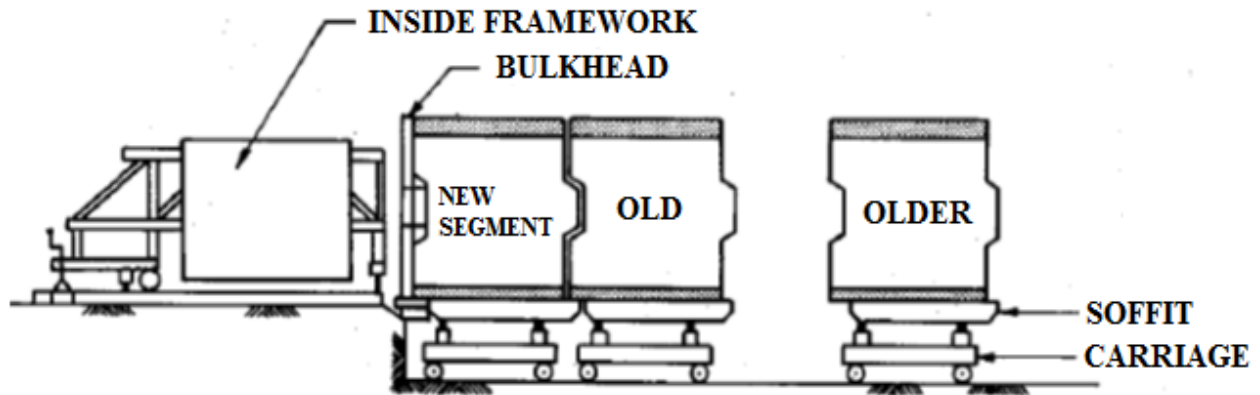 INSIDE FRAMEWORK
BULKHEAD
NEW
SEGMENT
OLD
OLDER
SOFFIT
CARRIAGE